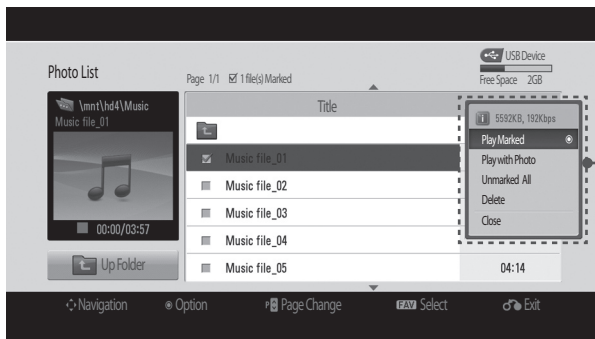 USB Device
Photo List
Page 1/1 1 file(s) Marked
Free Space 2GB
\mnt\hd4\Music
Music file_01
00:00/03:57
Up Folder
Title
Music file_01
Music file_02
Music file_03
Music file_04
Music file_05
04:14
5592KB, 192Kbps
Play Marked
Play with Photo
Unmarked All
Delete
Close
Navigation
Option
P Page Change
FAV Select
Exit